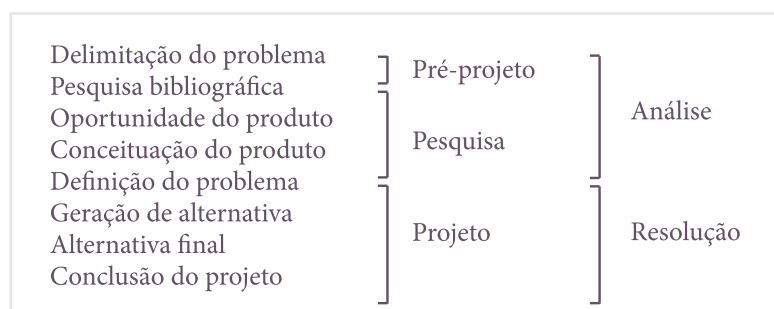 Delimitação do problema
Pesquisa bibliográfica
Oportunidade do produto
Conceituação do produto
Definição do problema
Geração de alternativa
Alternativa final
Conclusão do projeto
Pré-projeto
Pesquisa
Projeto
Análise
Resolução